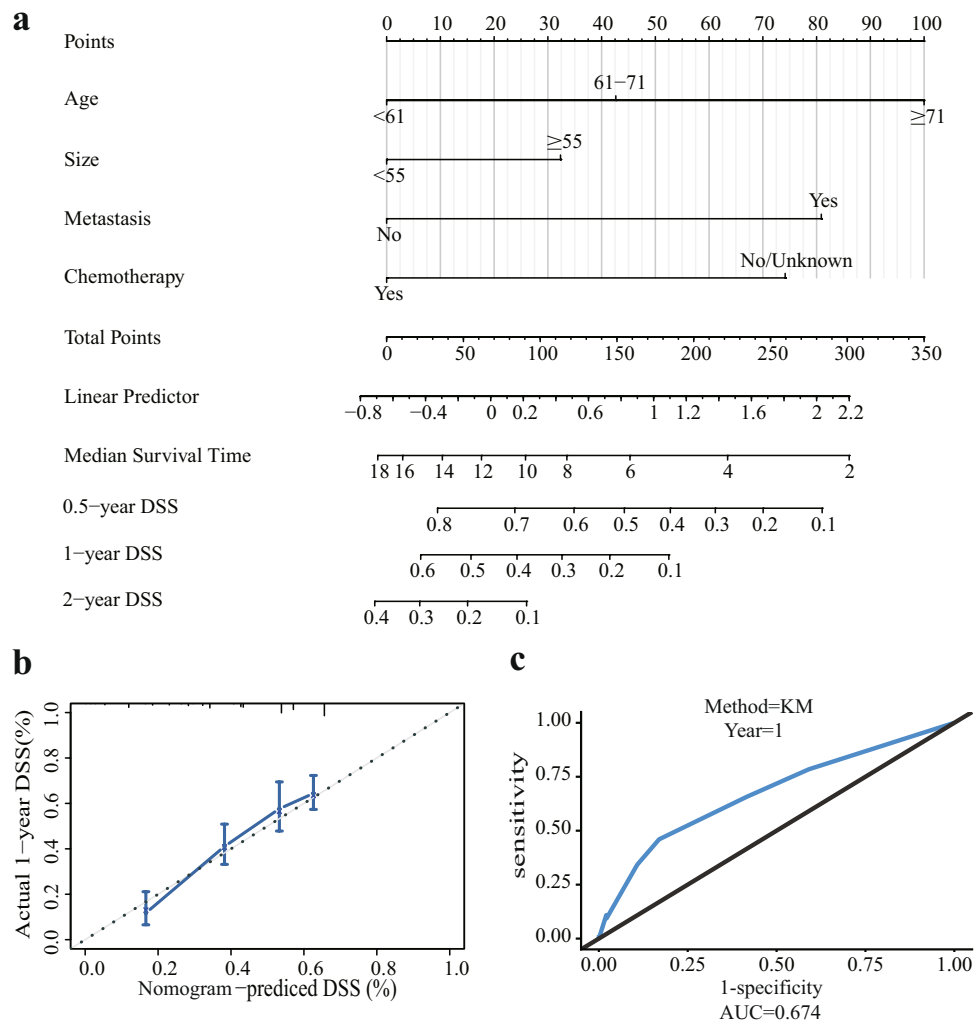 a
Points
0 10 20 30 40 50 60 70 80 90 100
Age
61−71
<61
≥71
Size
≥55
<55
Metastasis
Yes
No
Chemotherapy
No/Unknown
Yes
Total Points
0 50 100 150 200 250 300 350
Linear Predictor
−0.8 −0.4 0 0.2 0.6 1 1.2 1.6 2 2.2
Median Survival Time
18 16 14 12 10 8 6 4 2
0.5−year DSS
0.8 0.7 0.6 0.5 0.4 0.3 0.2 0.1
1−year DSS
0.6 0.5 0.4 0.3 0.2 0.1
2−year DSS
0.4 0.3 0.2 0.1
b
Actual 1−year DSS(%)
1.0
0.8
0.6
0.4
0.2
0.0
0.0 0.2 0.4 0.6 0.8 1.0
Nomogram−prediced DSS (%)
c
Method=KM
Year=1
sensitivity
1.00
0.75
0.50
0.25
0.00
0.00 0.25 0.50 0.75 1.00
1-specificity
AUC=0.674